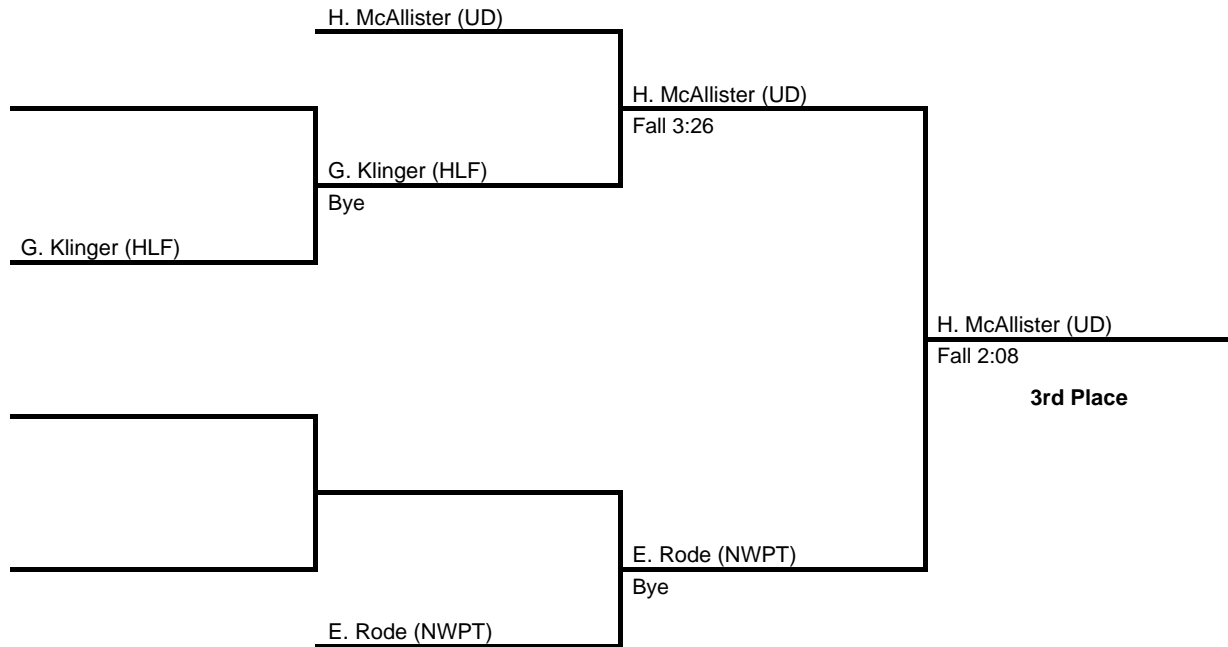 H. McAllister (UD)
H. McAllister (UD)
Fall 3:26
G. Klinger (HLF)
Bye
G. Klinger (HLF)
H. McAllister (UD)
Fall 2:08
3rd Place
E. Rode (NWPT)
Bye
E. Rode (NWPT)